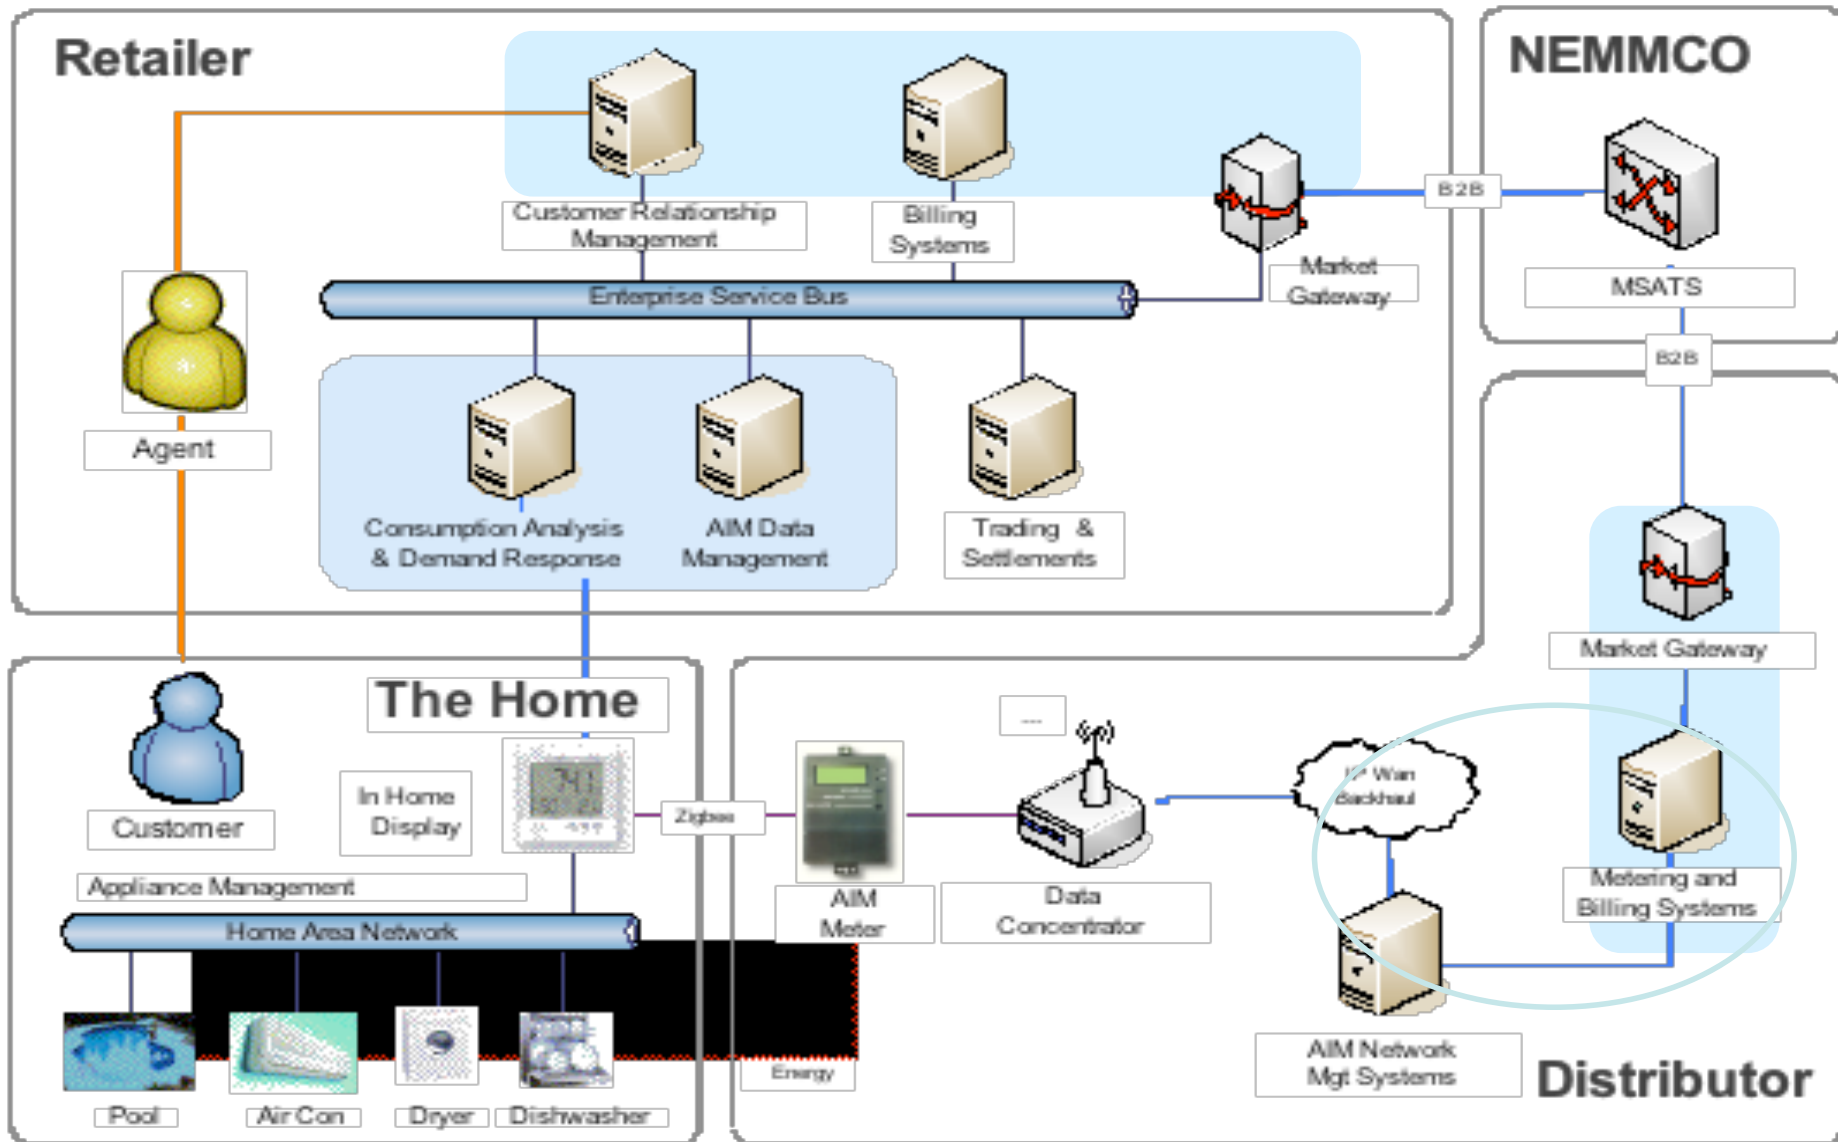 Retailer
NEMMCO
B2B
Customer Relationship
Management
Billing
Systems
Market
Gateway
MSATS
Enterprise Service Bus
B2B
Agent
Consumption Analysis
& Demand Response
AIM Data
Management
Trading &
Settlements
Market Gateway
The Home
---
In Home
Display
Customer
Zigbee
IP Wan
Backhaul
Appliance Management
AIM
Meter
Data
Concentrator
Metering and
Billing Systems
Home Area Network
Energy
AIM Network
Mgt Systems
Distributor
Pool
Air Con
Dryer
Dishwasher